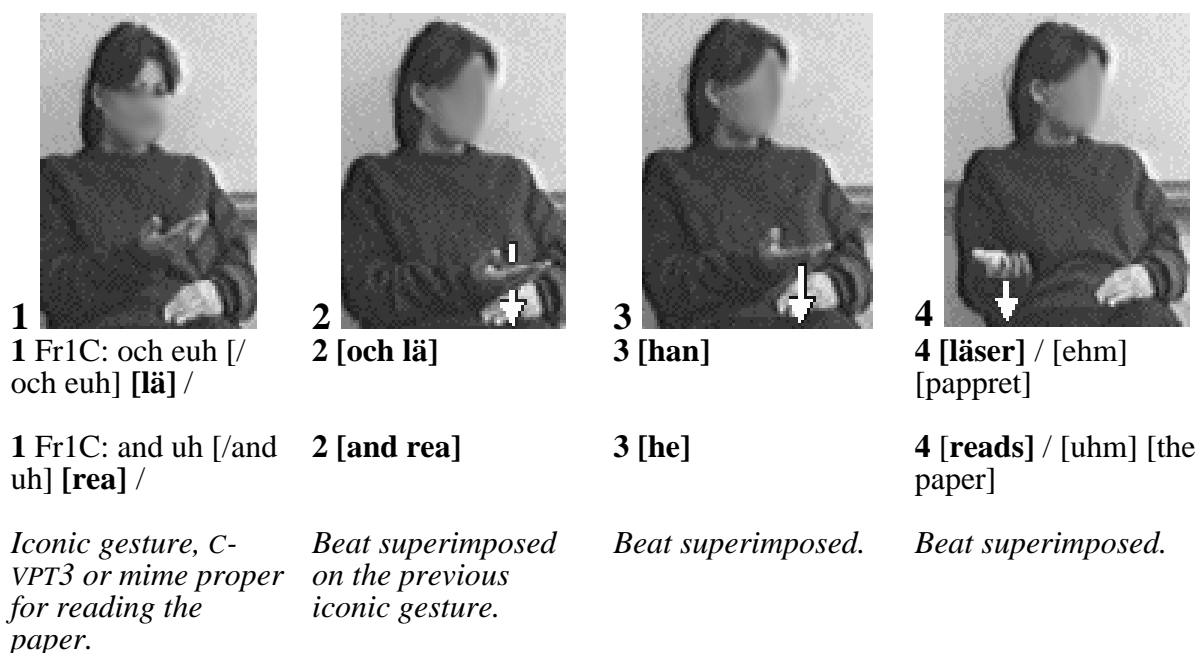 1 2 3 4
1 Fr1C: och euh [/
och euh] [lä] /
2 [och lä]
3 [han]
4 [läser] / [ehm]
[pappret]
1 Fr1C: and uh [/and
uh] [rea] /
2 [and rea]
3 [he]
4 [reads] / [uhm] [the
paper]
Iconic gesture, C-
VPT3 or mime proper
for reading the
paper.
Beat superimposed
on the previous
iconic gesture.
Beat superimposed.
Beat superimposed.